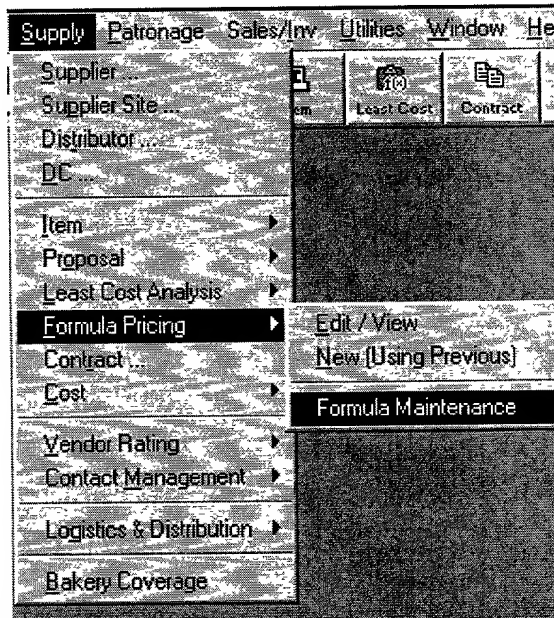 Supply Patronage Sales/Inv Utilities Window He
Supplier ...
Supplier Site ...
Distributor ...
DC ...
em Least Cost Contract
Item
Proposal
Least Cost Analysis
Formula Pricing
Contract ...
Cost
Edit / View
New (Using Previous)
Formula Maintenance
Vendor Rating
Contact Management
Logistics & Distribution
Bakery Coverage